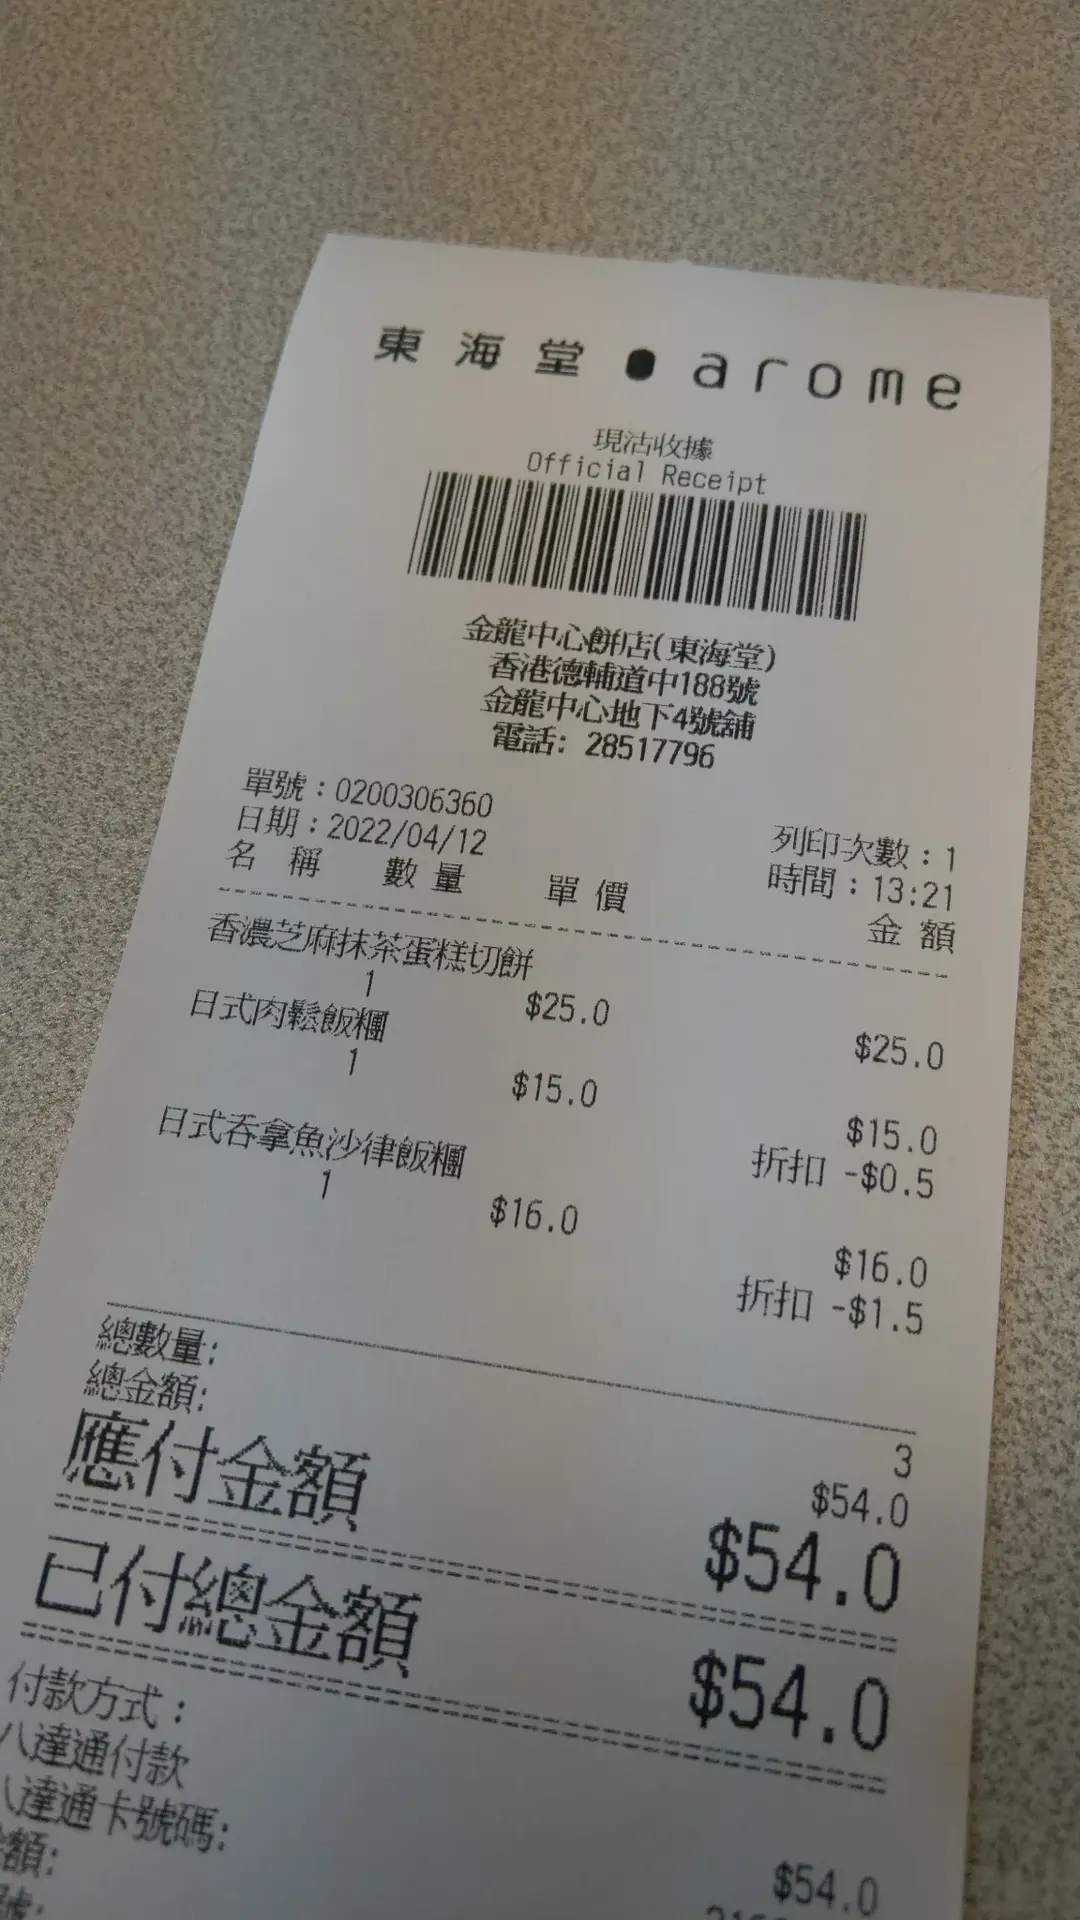 東海堂●arome
現沽收據
Official Receipt
金龍中心餅店(東海堂)
香港德輔道中188號
金龍中心地下4號舖
電話: 28517796
單號:0200306360 列印次數:1
日期:2022/04/12 時間:13:21
名稱 數量 單價 金額
香濃芝麻抹茶蛋糕切餅
1 $25.0 $25.0
日式肉鬆飯糰
1 $15.0 $15.0
折扣 -$0.5
日式吞拿魚沙律飯糰
1 $16.0 $16.0
折扣 -$1.5
總數量: 3
總金額: $54.0
應付金額 $54.0
已付總金額 $54.0
付款方式:
八達通付款 $54.0
八達通卡號碼:
額:
號: